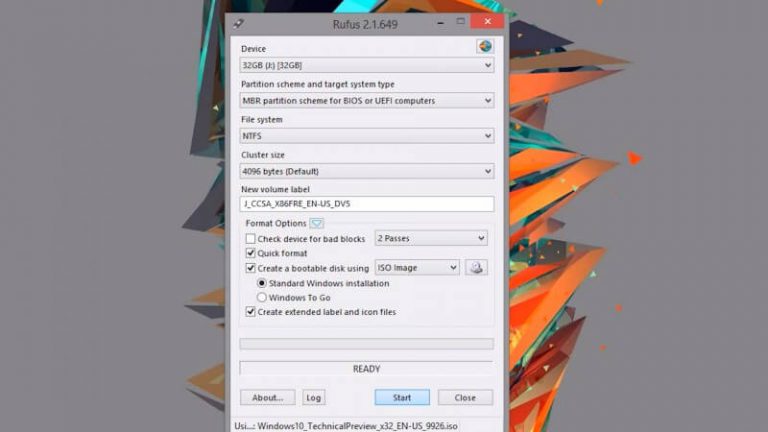 Rufus 2.1.649
Device
32GB (J:) [32GB]
Partition scheme and target system type
MBR partition scheme for BIOS or UEFI computers
File system
NTFS
Cluster size
4096 bytes (Default)
New volume label
J_CCSA_X86FRE_EN-US_DV5
Format Options
Check device for bad blocks 2 Passes
Quick format
Create a bootable disk using ISO Image
Standard Windows installation
Windows To Go
Create extended label and icon files
READY
About... Log Start Close
Usi...: Windows10_TechnicalPreview_x32_EN-US_9926.iso